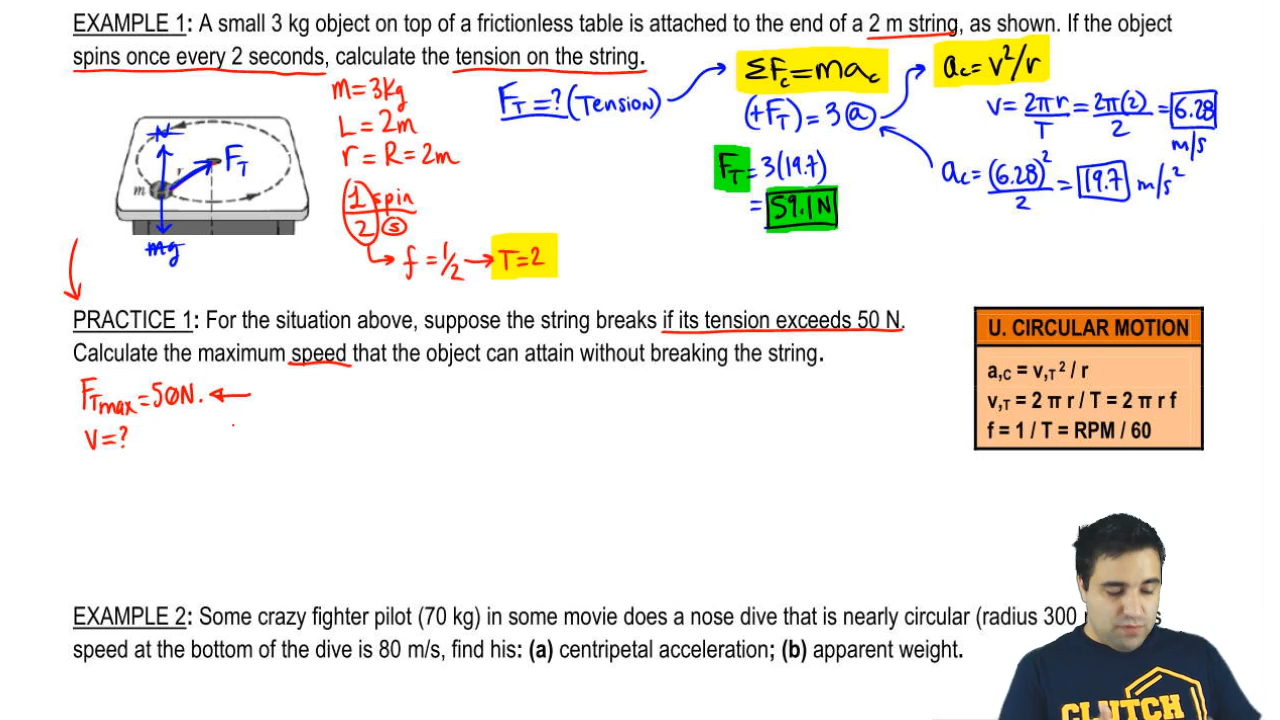 EXAMPLE 1: A small 3 kg object on top of a frictionless table is attached to the end of a 2 m string, as shown. If the object
spins once every 2 seconds, calculate the tension on the string.
N
F_T
r
m
mg
m = 3kg
L = 2m
r = R = 2m
1 spin
2 s
f = 1/2 → T = 2
F_T = ? (Tension)
ΣF_c = ma_c
(+F_T) = 3 a
F_T = 3(19.7)
= 59.1N
a_c = v²/r
v = 2πr/T = 2π(2)/2 = 6.28 m/s
a_c = (6.28)²/2 = 19.7 m/s²
PRACTICE 1: For the situation above, suppose the string breaks if its tension exceeds 50 N.
Calculate the maximum speed that the object can attain without breaking the string.
F_Tmax = 50N.
v = ?
U. CIRCULAR MOTION
a,c = v,T² / r
v,T = 2 π r / T = 2 π r f
f = 1 / T = RPM / 60
EXAMPLE 2: Some crazy fighter pilot (70 kg) in some movie does a nose dive that is nearly circular (radius 300
speed at the bottom of the dive is 80 m/s, find his: (a) centripetal acceleration; (b) apparent weight.
CLUTCH